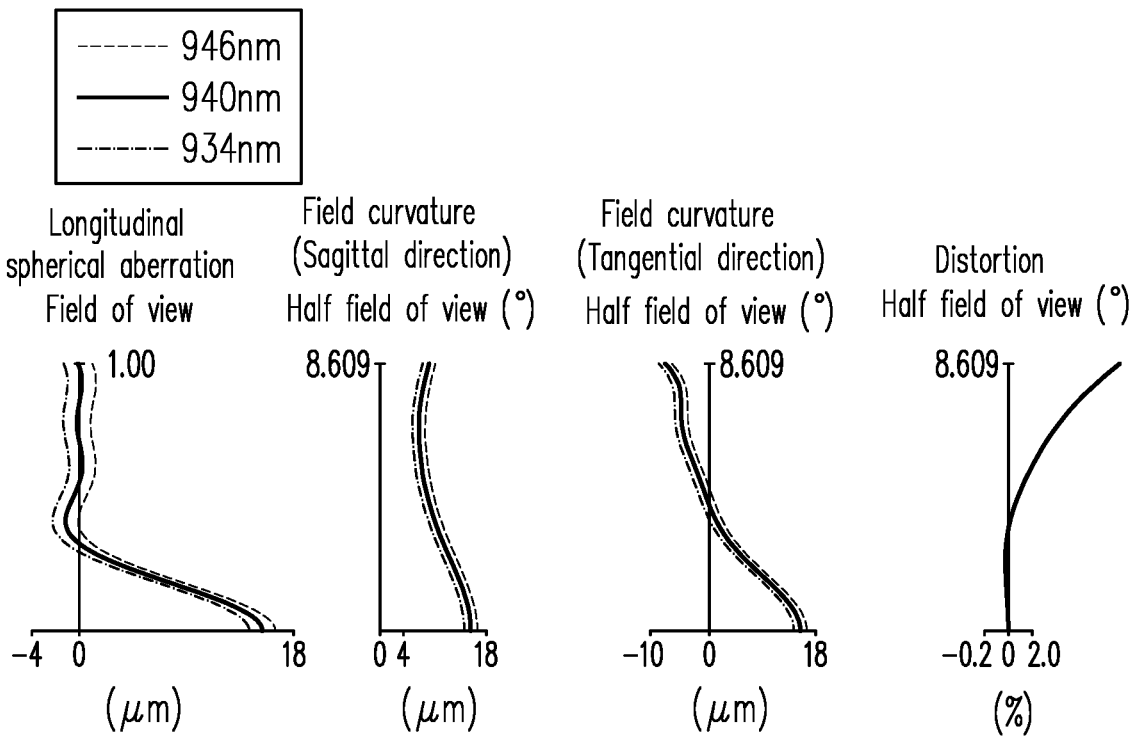 946nm
940nm
934nm
Longitudinal
spherical aberration
Field of view
1.00
-4 0 18
(μm)
Field curvature
(Sagittal direction)
Half field of view (°)
8.609
0 4 18
(μm)
Field curvature
(Tangential direction)
Half field of view (°)
8.609
-10 0 18
(μm)
Distortion
Half field of view (°)
8.609
-0.2 0 2.0
(%)